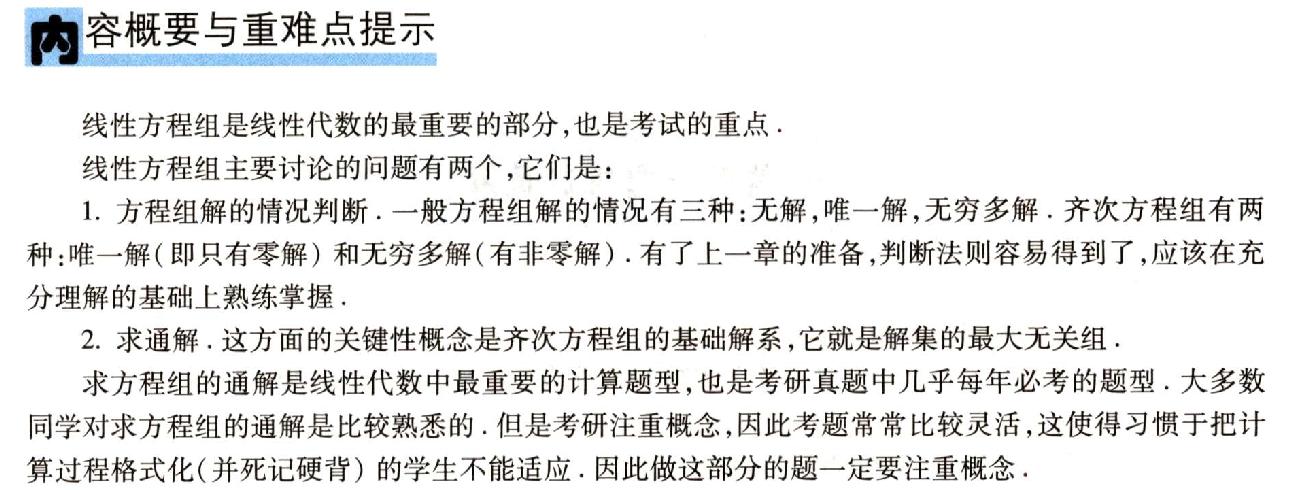 内容概要与重难点提示
线性方程组是线性代数的最重要的部分,也是考试的重点.
线性方程组主要讨论的问题有两个,它们是:
1. 方程组解的情况判断.一般方程组解的情况有三种:无解,唯一解,无穷多解.齐次方程组有两
种:唯一解(即只有零解)和无穷多解(有非零解).有了上一章的准备,判断法则容易得到了,应该在充
分理解的基础上熟练掌握.
2. 求通解.这方面的关键性概念是齐次方程组的基础解系,它就是解集的最大无关组.
求方程组的通解是线性代数中最重要的计算题型,也是考研真题中几乎每年必考的题型.大多数
同学对求方程组的通解是比较熟悉的.但是考研注重概念,因此考题常常比较灵活,这使得习惯于把计
算过程格式化(并死记硬背)的学生不能适应.因此做这部分的题一定要注重概念.